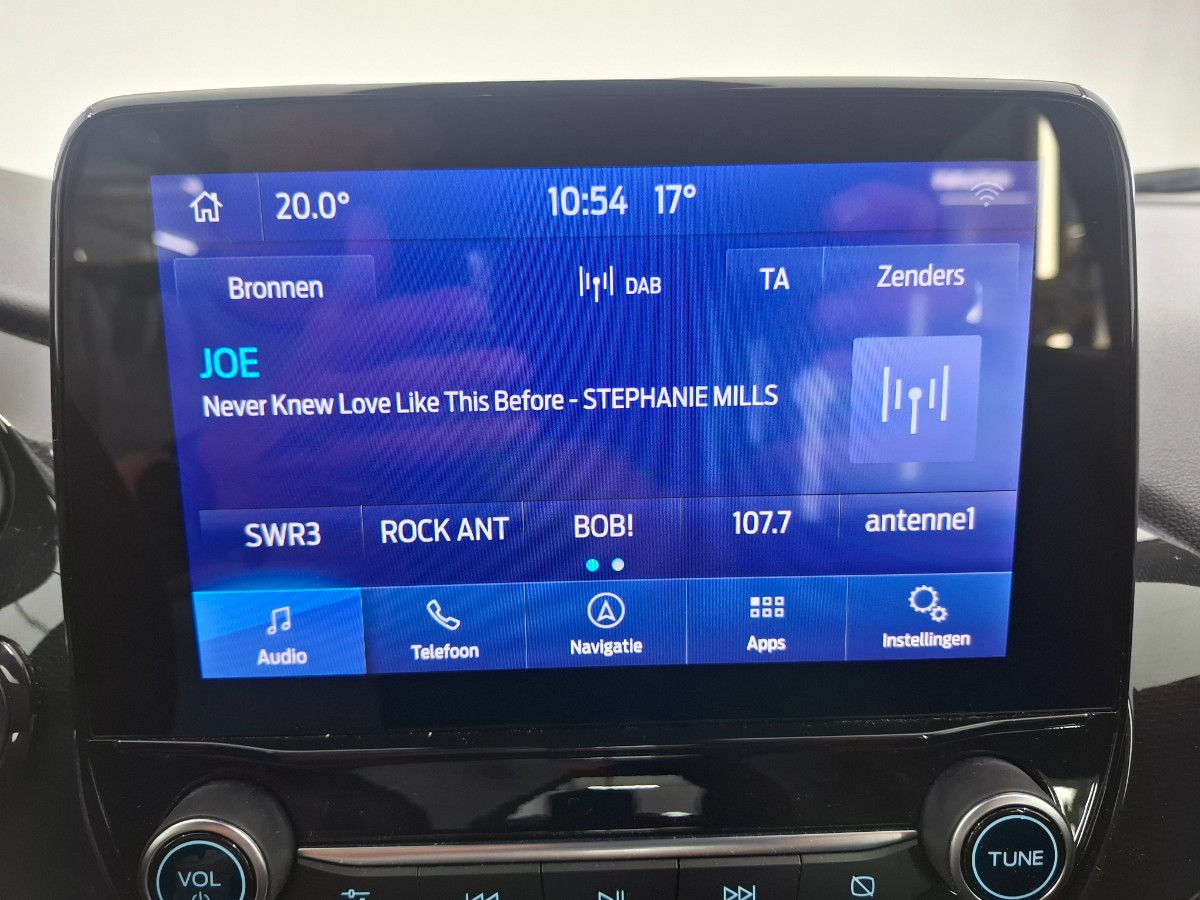 20.0° 10:54 17°
Bronnen DAB TA Zenders
JOE
Never Knew Love Like This Before - STEPHANIE MILLS
SWR3 ROCK ANT BOB! 107.7 antenne1
Audio Telefoon Navigatie Apps Instellingen
VOL TUNE